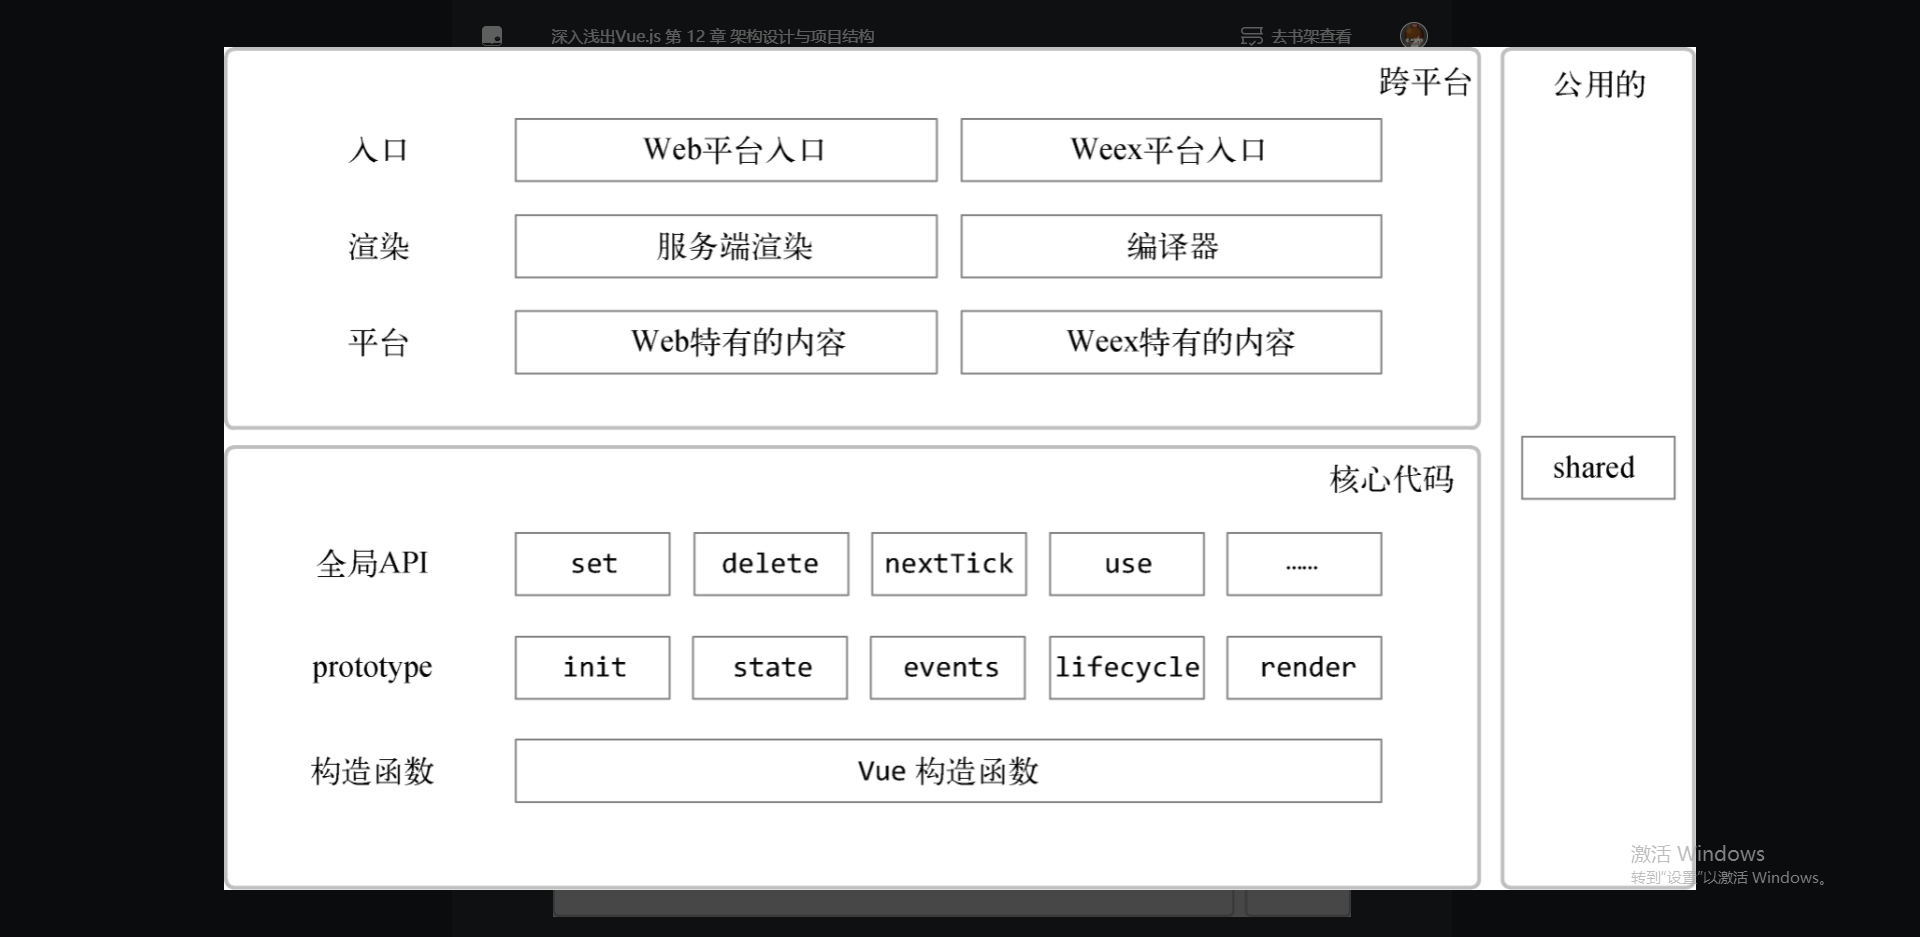 深入浅出Vue.js 第 12 章 架构设计与项目结构
去书架查看
跨平台
入口
Web平台入口
Weex平台入口
渲染
服务端渲染
编译器
平台
Web特有的内容
Weex特有的内容
核心代码
全局API
set
delete
nextTick
use
……
prototype
init
state
events
lifecycle
render
构造函数
Vue 构造函数
公用的
shared
激活 Windows
转到“设置”以激活 Windows。